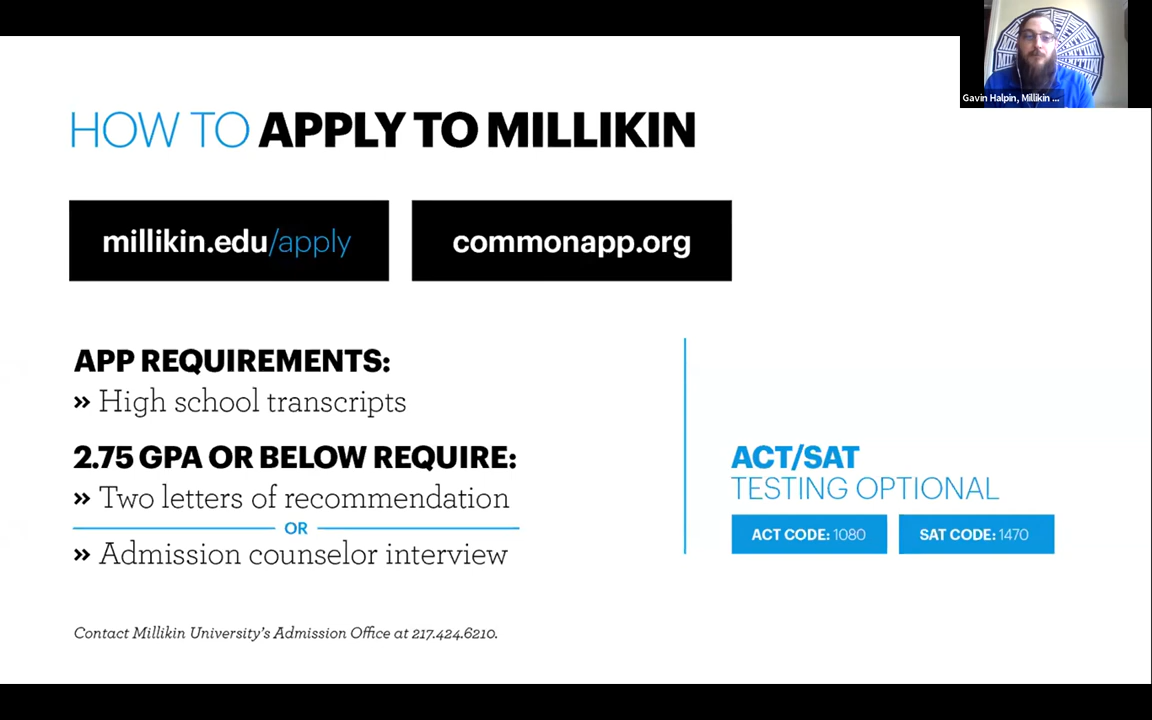 Gavin Halpin, Millikin ...
HOW TO APPLY TO MILLIKIN
millikin.edu/apply
commonapp.org
APP REQUIREMENTS:
» High school transcripts
2.75 GPA OR BELOW REQUIRE:
» Two letters of recommendation
OR
» Admission counselor interview
ACT/SAT
TESTING OPTIONAL
ACT CODE: 1080
SAT CODE: 1470
Contact Millikin University's Admission Office at 217.424.6210.